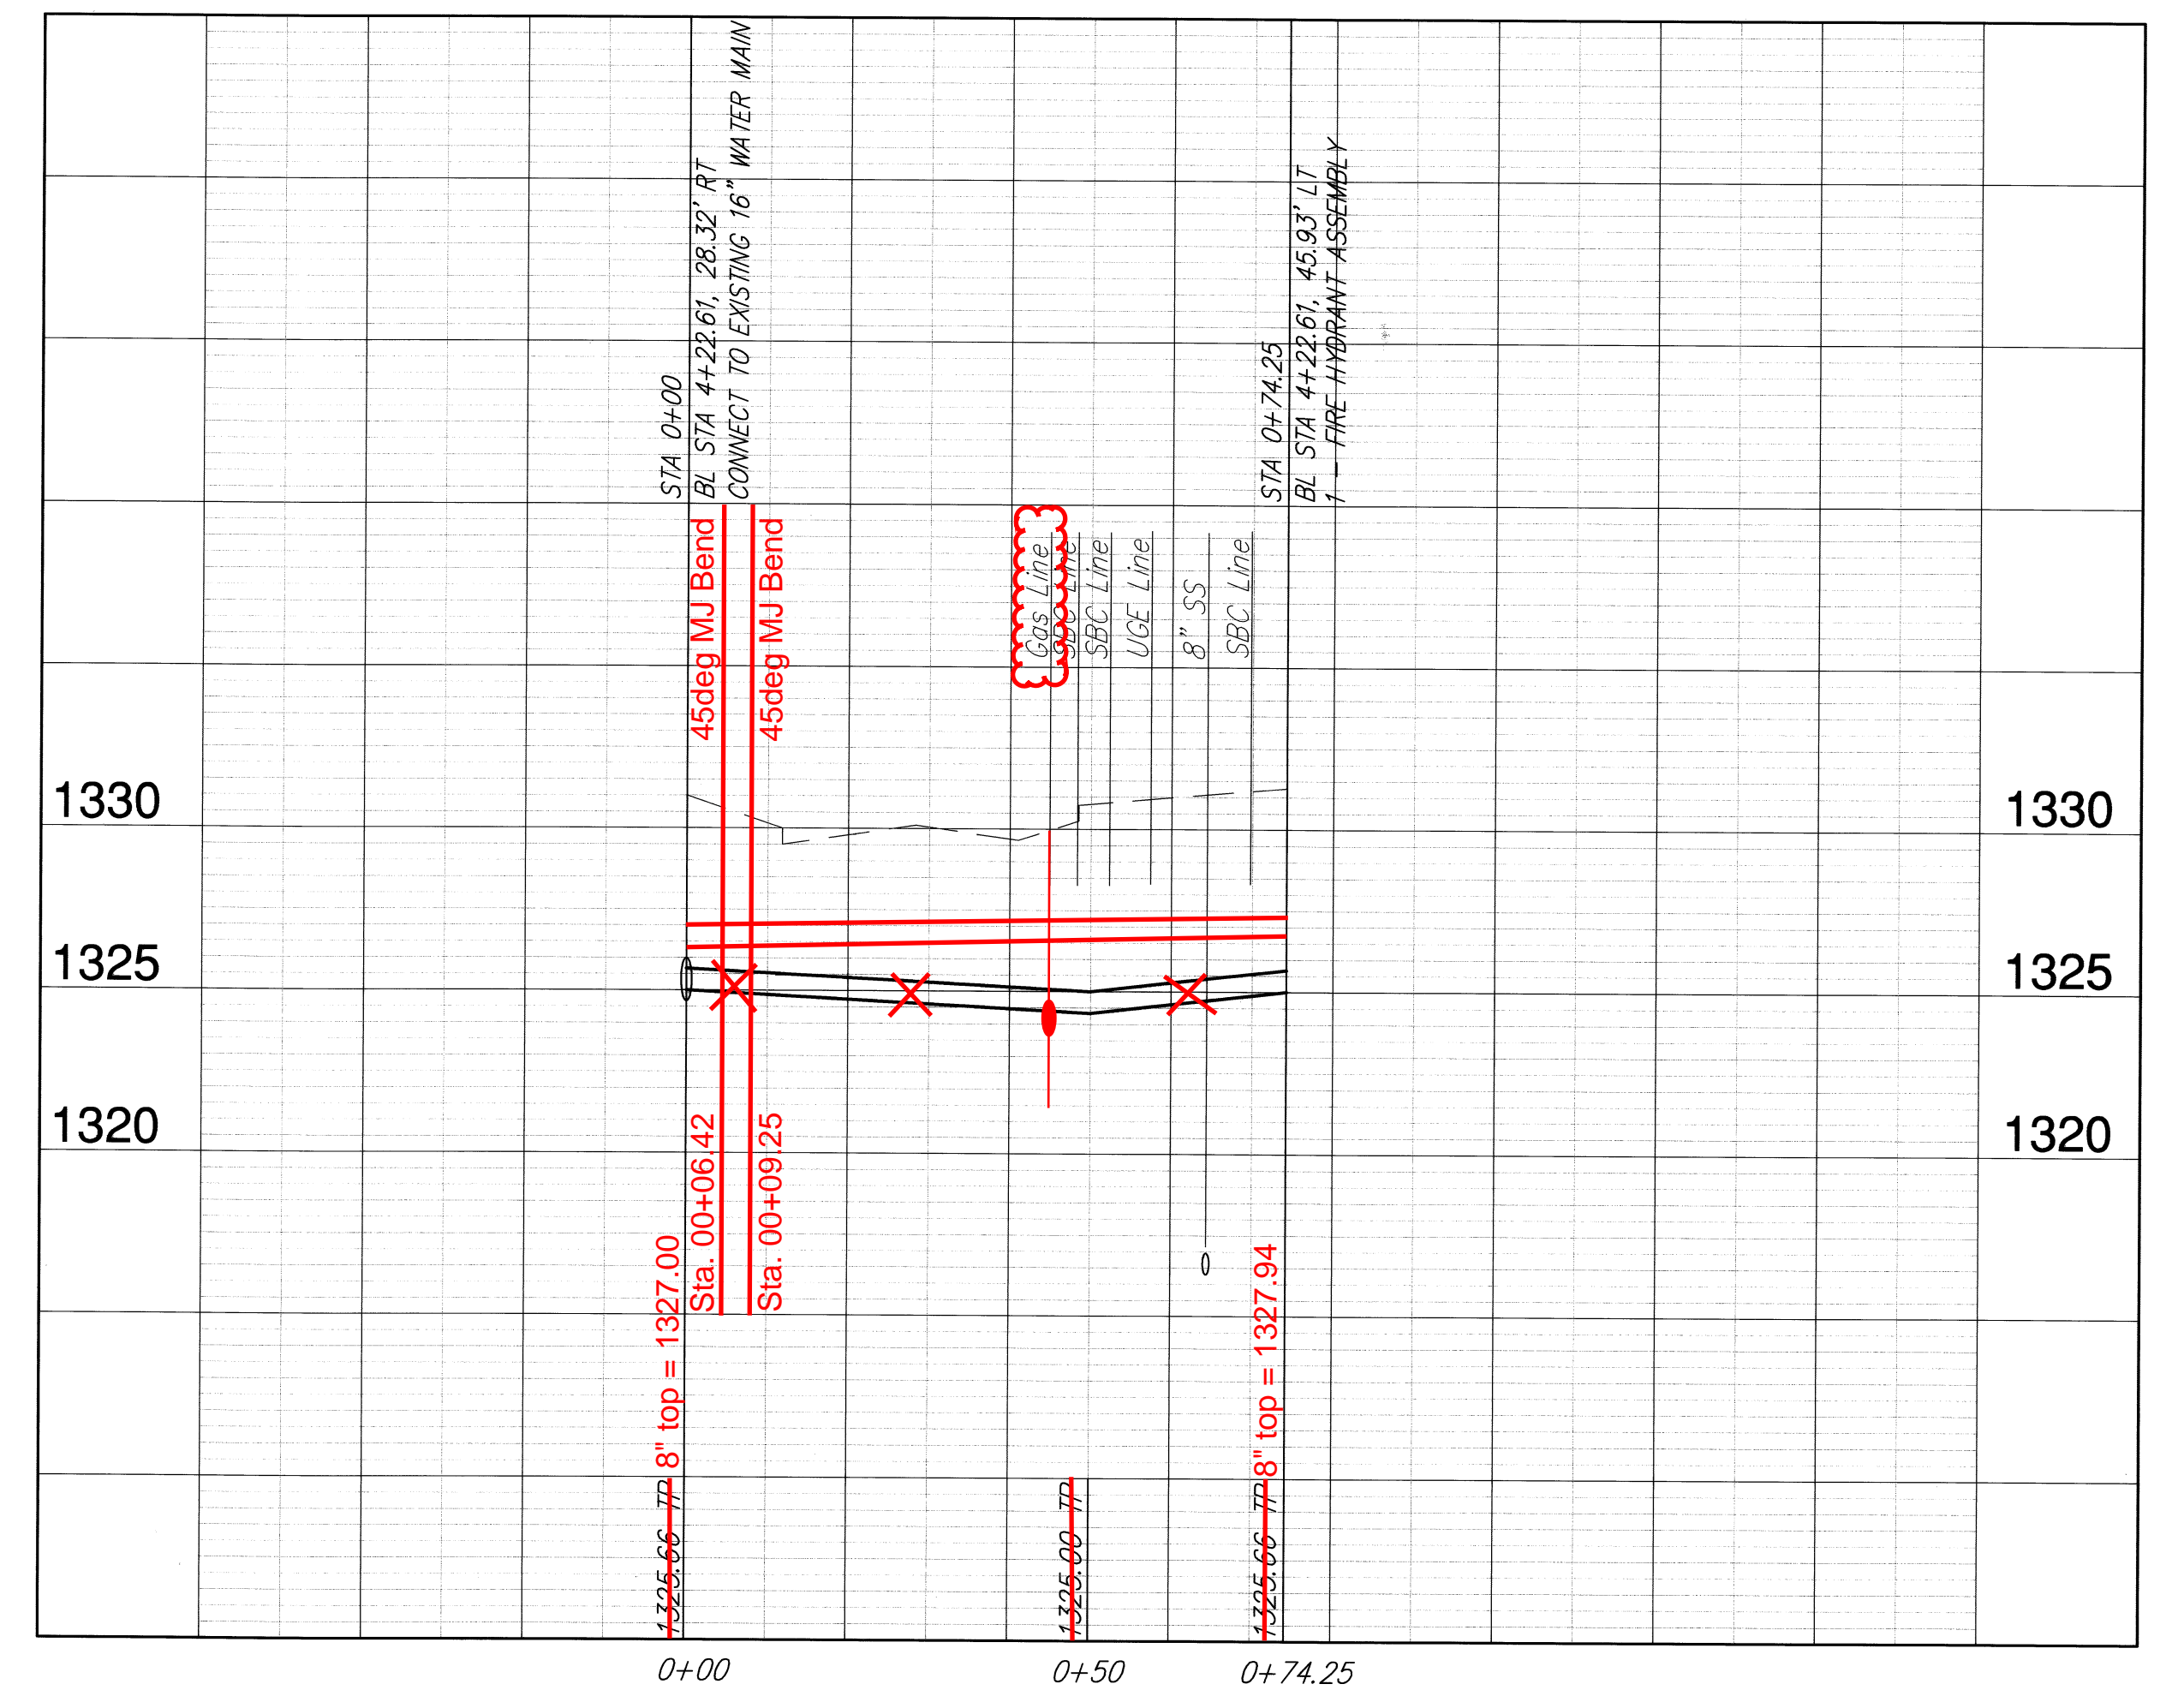 STA 0+00
BL STA 4+22.61, 28.32' RT
CONNECT TO EXISTING 16" WATER MAIN
STA 0+74.25
BL STA 4+22.61, 45.93' LT
1 - FIRE HYDRANT ASSEMBLY
45deg MJ Bend
45deg MJ Bend
Gas Line
SBC Line
SBC Line
UGE Line
8" SS
SBC Line
1330
1330
1325
1325
1320
1320
Sta. 00+06.42
Sta. 00+09.25
8" top = 1327.00
8" top = 1327.94
1325.66 TP
1325.00 TP
1325.66 TP
0+00
0+50
0+74.25